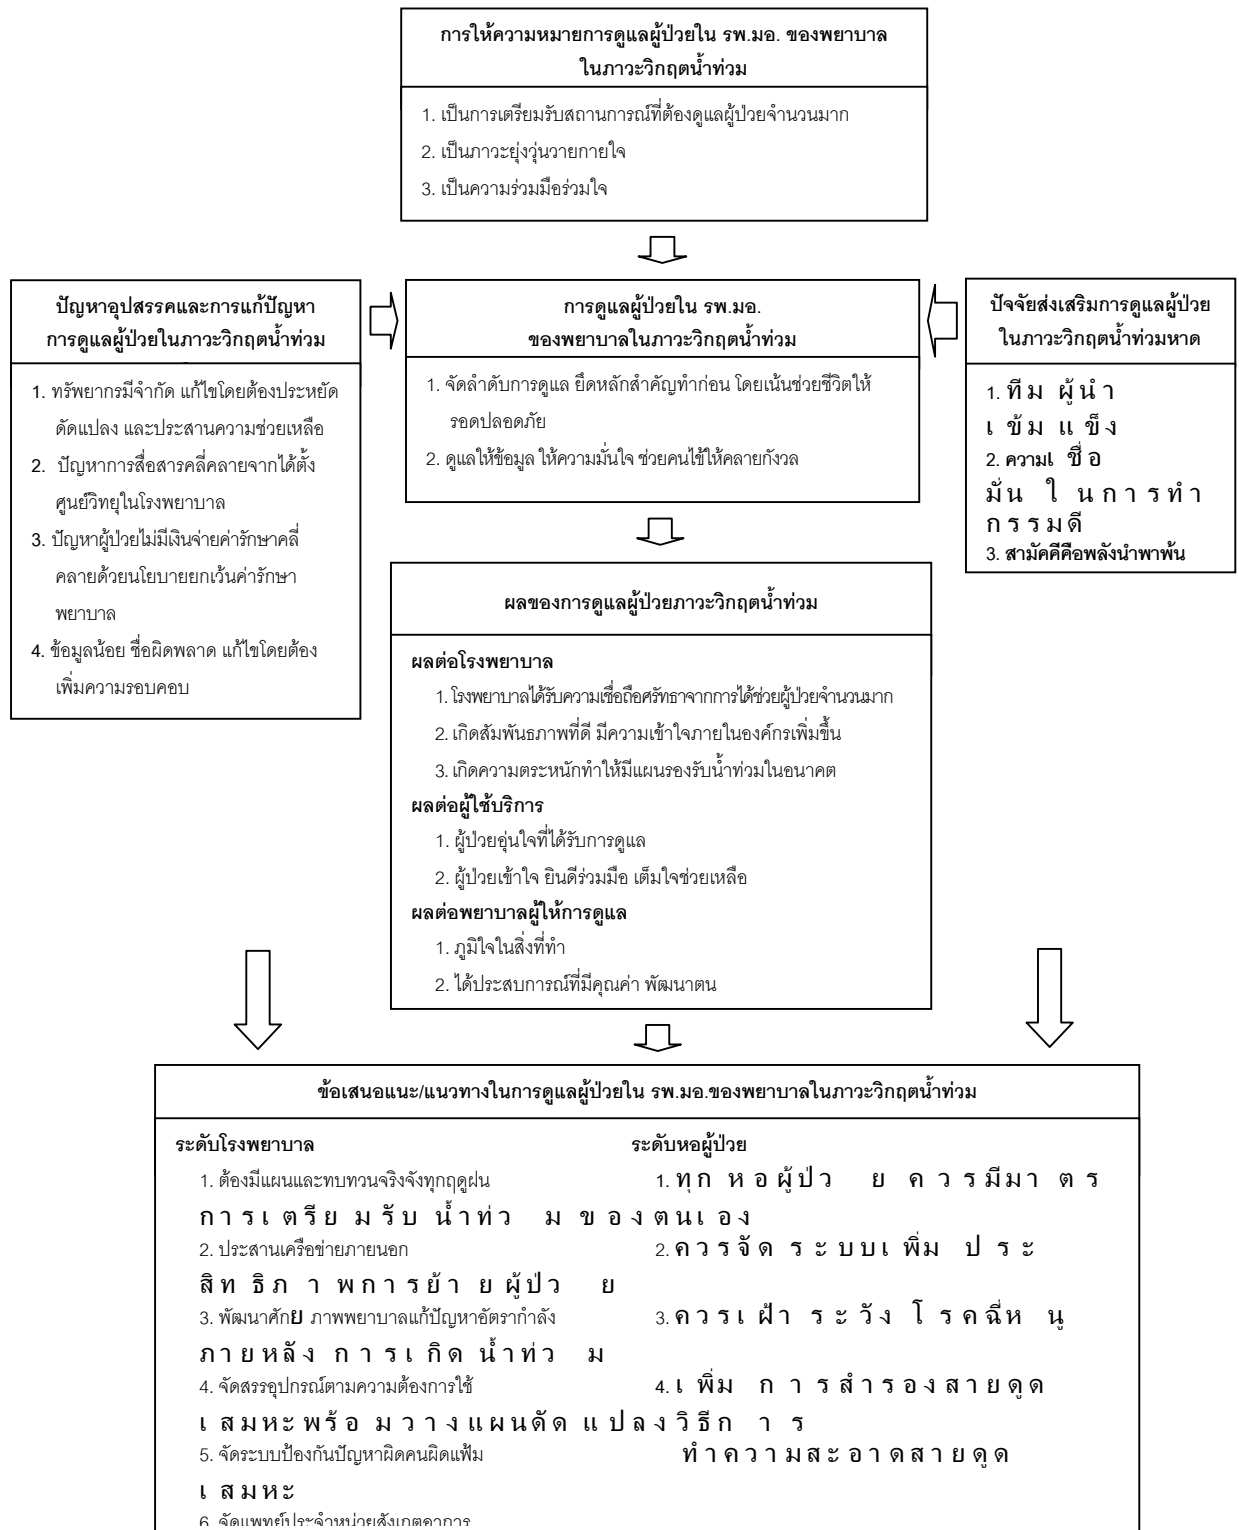 การให้ความหมายการดูแลผู้ป่วยใน รพ.มอ. ของพยาบาล
ในภาวะวิกฤตน้ำท่วม
1. เป็นการเตรียมรับสถานการณ์ที่ต้องดูแลผู้ป่วยจำนวนมาก
2. เป็นภาวะยุ่งวุ่นวายกายใจ
3. เป็นความร่วมมือร่วมใจ
ปัญหาอุปสรรคและการแก้ปัญหา
การดูแลผู้ป่วยในภาวะวิกฤตน้ำท่วม
1. ทรัพยากรมีจำกัด แก้ไขโดยต้องประหยัด
ดัดแปลง และประสานความช่วยเหลือ
2. ปัญหาการสื่อสารคลี่คลายจากได้ตั้ง
ศูนย์วิทยุในโรงพยาบาล
3. ปัญหาผู้ป่วยไม่มีเงินจ่ายค่ารักษาคลี่
คลายด้วยนโยบายยกเว้นค่ารักษา
พยาบาล
4. ข้อมูลน้อย ชื่อผิดพลาด แก้ไขโดยต้อง
เพิ่มความรอบคอบ
การดูแลผู้ป่วยใน รพ.มอ.
ของพยาบาลในภาวะวิกฤตน้ำท่วม
1. จัดลำดับการดูแล ยึดหลักสำคัญทำก่อน โดยเน้นช่วยชีวิตให้
รอดปลอดภัย
2. ดูแลให้ข้อมูล ให้ความมั่นใจ ช่วยคนไข้ให้คลายกังวล
ปัจจัยส่งเสริมการดูแลผู้ป่วย
ในภาวะวิกฤตน้ำท่วมหาด
1. ทีม ผู้นำ
เข้ม แข็ง
2. ความเ ชื่อ
มั่น ใ นการทำ
กรรมดี
3. สามัคคีคือพลังนำพาพ้น
ผลของการดูแลผู้ป่วยภาวะวิกฤตน้ำท่วม
ผลต่อโรงพยาบาล
1. โรงพยาบาลได้รับความเชื่อถือศรัทธาจากการได้ช่วยผู้ป่วยจำนวนมาก
2. เกิดสัมพันธภาพที่ดี มีความเข้าใจภายในองค์กรเพิ่มขึ้น
3. เกิดความตระหนักทำให้มีแผนรองรับน้ำท่วมในอนาคต
ผลต่อผู้ใช้บริการ
1. ผู้ป่วยอุ่นใจที่ได้รับการดูแล
2. ผู้ป่วยเข้าใจ ยินดีร่วมมือ เต็มใจช่วยเหลือ
ผลต่อพยาบาลผู้ให้การดูแล
1. ภูมิใจในสิ่งที่ทำ
2. ได้ประสบการณ์ที่มีคุณค่า พัฒนาตน
ข้อเสนอแนะ/แนวทางในการดูแลผู้ป่วยใน รพ.มอ.ของพยาบาลในภาวะวิกฤตน้ำท่วม
ระดับโรงพยาบาล ระดับหอผู้ป่วย
1. ต้องมีแผนและทบทวนจริงจังทุกฤดูฝน 1. ทุก หอผู้ป่ว ย ควรมีมา ตร
การเตรีย มรับ น้ำท่ว ม ของตนเอง
2. ประสานเครือข่ายภายนอก 2. ควรจัด ระบบเพิ่ม ประ
สิท ธิภ า พการย้า ยผู้ป่ว ย
3. พัฒนาศักย ภาพพยาบาลแก้ปัญหาอัตรากำลัง 3. ควรเฝ้า ระวัง โรคฉี่ห นู
ภายหลัง การเกิด น้ำท่ว ม
4. จัดสรรอุปกรณ์ตามความต้องการใช้ 4. เพิ่ม การสำรองสายดูด
เสมหะพร้อ มวางแผนดัด แปลงวิธีก า ร
5. จัดระบบป้องกันปัญหาผิดคนผิดแฟ้ม ทำความสะอาดสายดูด
เสมหะ
6. จัดแพทย์ประจำหน่วยสังเกตอาการ